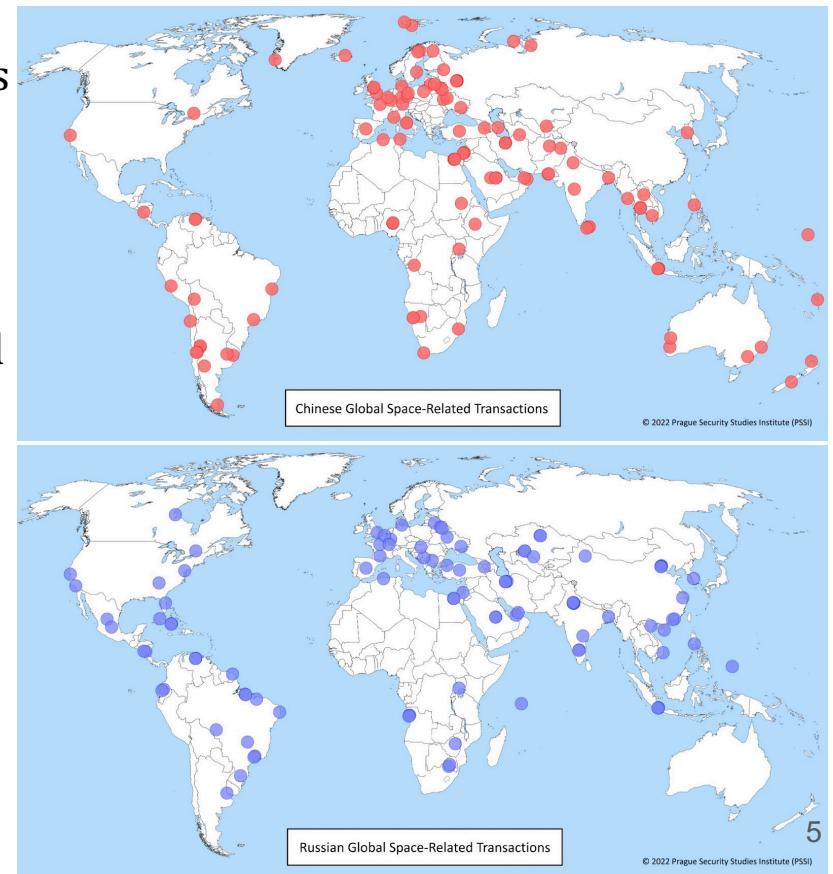 s
Chinese Global Space-Related Transactions
© 2022 Prague Security Studies Institute (PSSI)
Russian Global Space-Related Transactions
5
© 2022 Prague Security Studies Institute (PSSI)